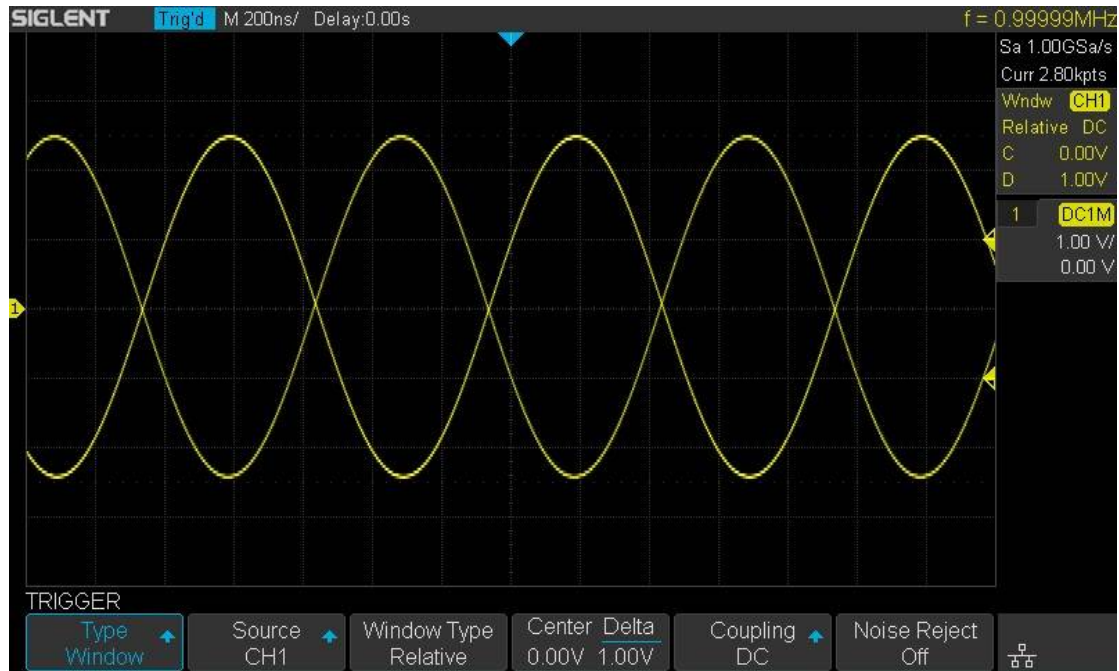 SIGLENT Trig'd M 200ns/ Delay:0.00s f = 0.99999MHz
Sa 1.00GSa/s
Curr 2.80kpts
Wndw CH1
Relative DC
C 0.00V
D 1.00V
1 DC1M
1.00 V/
0.00 V
1
TRIGGER
Type Source Window Type Center Delta Coupling Noise Reject
Window CH1 Relative 0.00V 1.00V DC Off